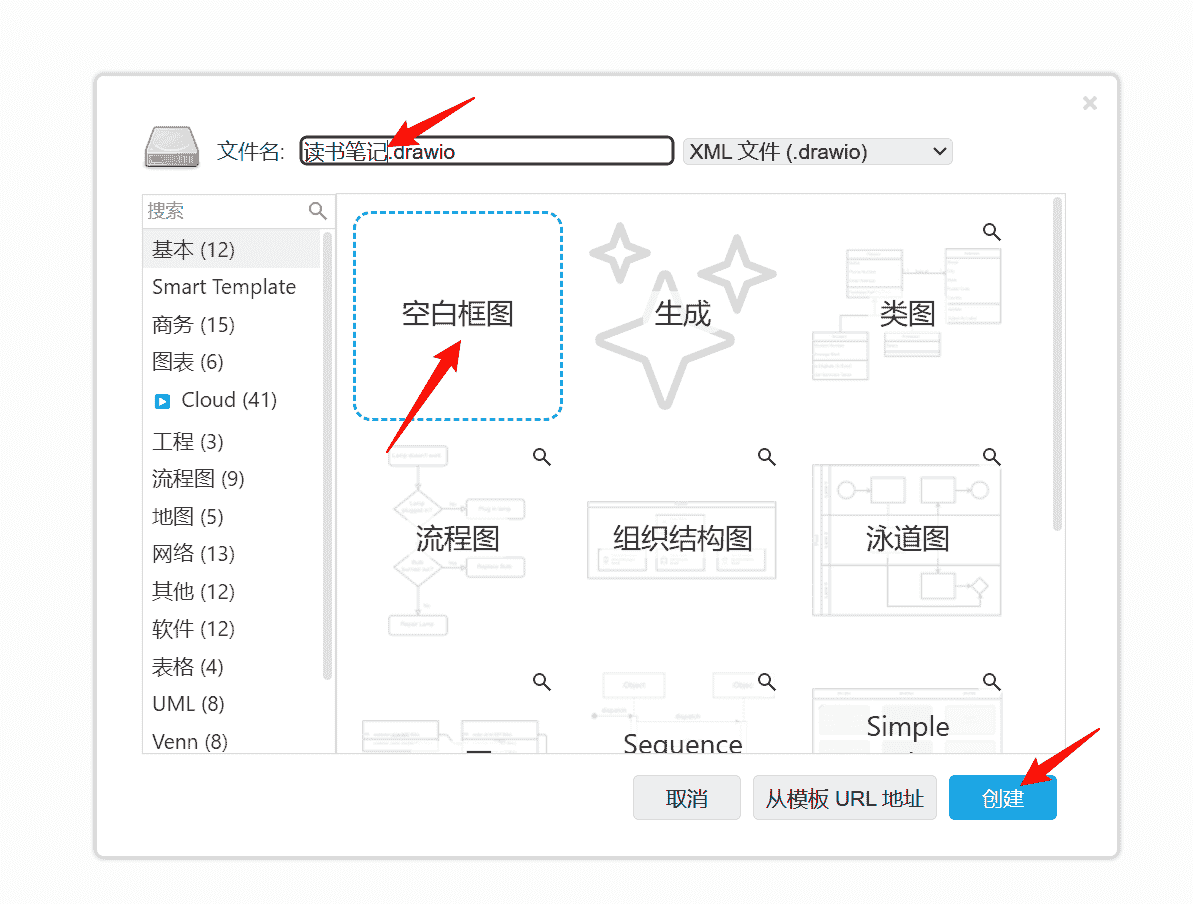 文件名: 读书笔记.drawio XML 文件 (.drawio)
搜索
基本 (12)
Smart Template
商务 (15)
图表 (6)
Cloud (41)
工程 (3)
流程图 (9)
地图 (5)
网络 (13)
其他 (12)
软件 (12)
表格 (4)
UML (8)
Venn (8)
空白框图
生成
类图
流程图
组织结构图
泳道图
Sequence
Simple
取消
从模板 URL 地址
创建